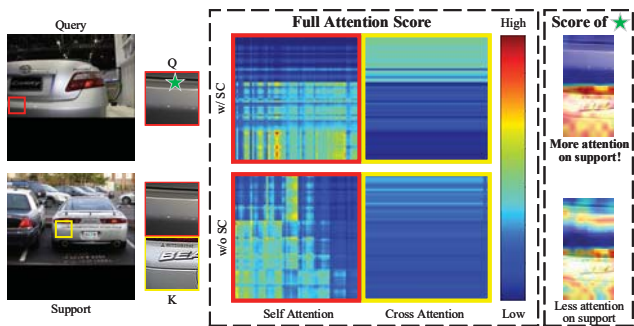 Query
Q
Full Attention Score
High
Score of
w/ SC
More attention
on support!
w/o SC
BEA
Support
K
Self Attention
Cross Attention
Low
Less attention
on support